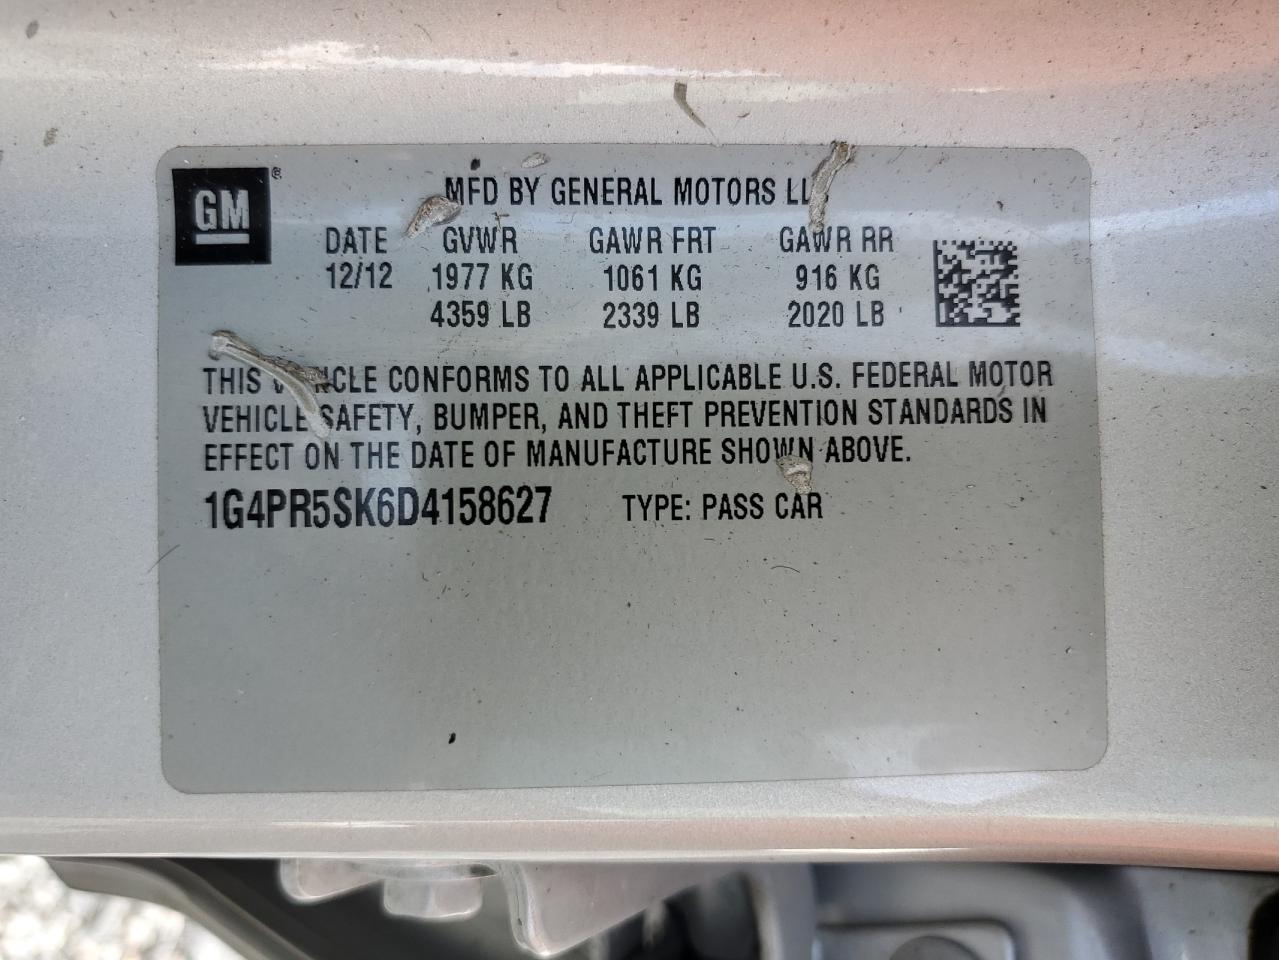 GM ®
MFD BY GENERAL MOTORS
DATE GVWR GAWR FRT GAWR RR
12/12 1977 KG 1061 KG 916 KG
4359 LB 2339 LB 2020 LB
THIS VEHICLE CONFORMS TO ALL APPLICABLE U.S. FEDERAL MOTOR
VEHICLE SAFETY, BUMPER, AND THEFT PREVENTION STANDARDS IN
EFFECT ON THE DATE OF MANUFACTURE SHOWN ABOVE.
1G4PR5SK6D4158627 TYPE: PASS CAR